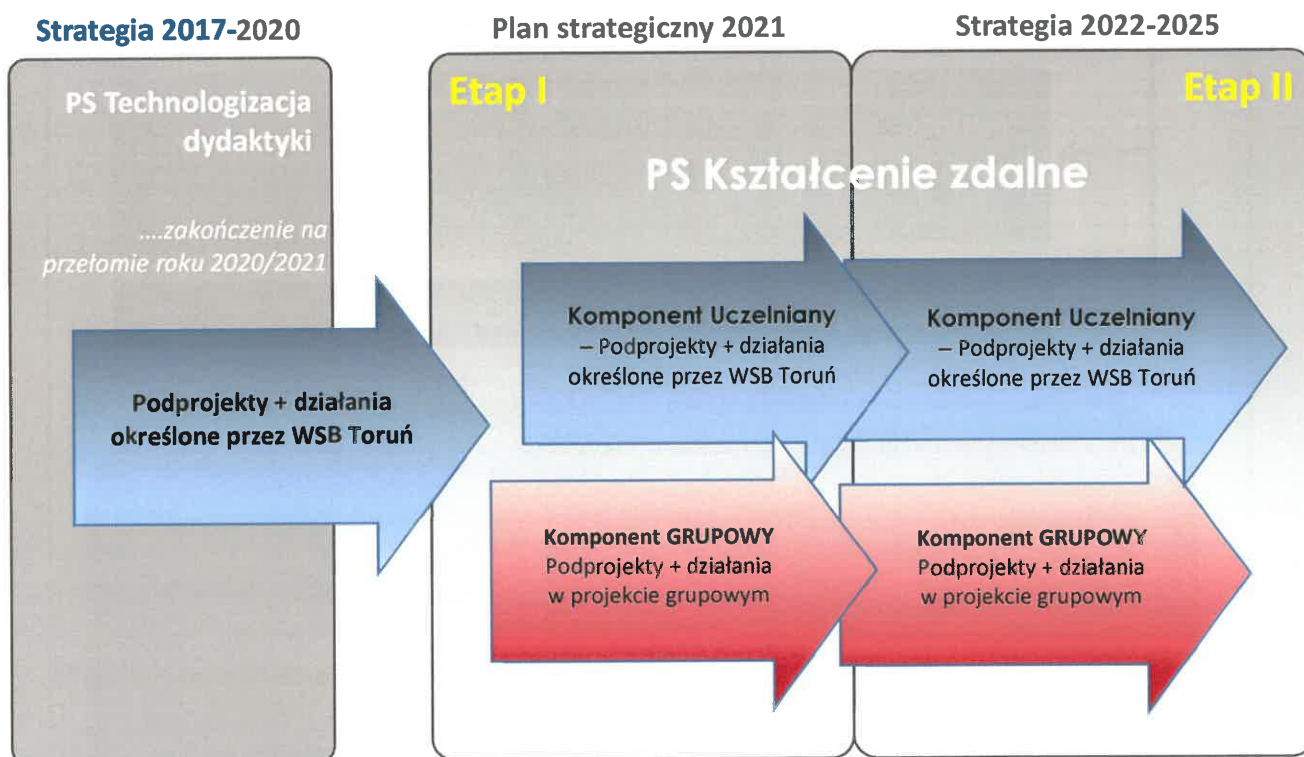 Strategia 2017-2020
PS Technologizacja
dydaktyki
....zakończenie na
przełomie roku 2020/2021
Podprojekty + działania
określone przez WSB Toruń
Plan strategiczny 2021
Strategia 2022-2025
Etap I
Etap II
PS Kształcenie zdalne
Komponent Uczelniany
– Podprojekty + działania
określone przez WSB Toruń
Komponent Uczelniany
– Podprojekty + działania
określone przez WSB Toruń
Komponent GRUPOWY
Podprojekty + działania
w projekcie grupowym
Komponent GRUPOWY
Podprojekty + działania
w projekcie grupowym